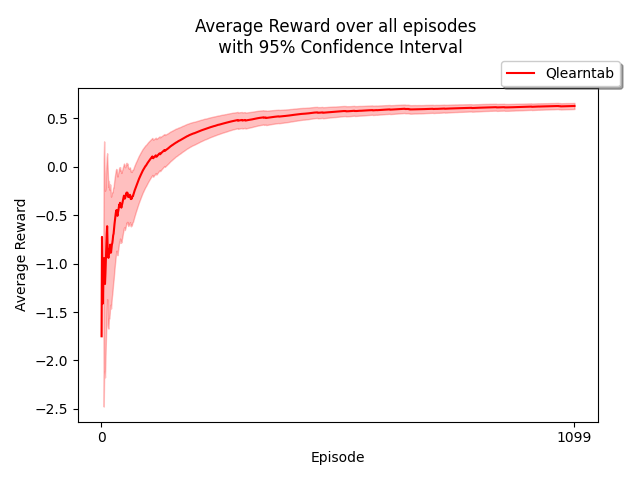 Average Reward over all episodes
with 95% Confidence Interval
Qlearntab
0.5
0.0
−0.5
−1.0
−1.5
−2.0
−2.5
Average Reward
0
1099
Episode